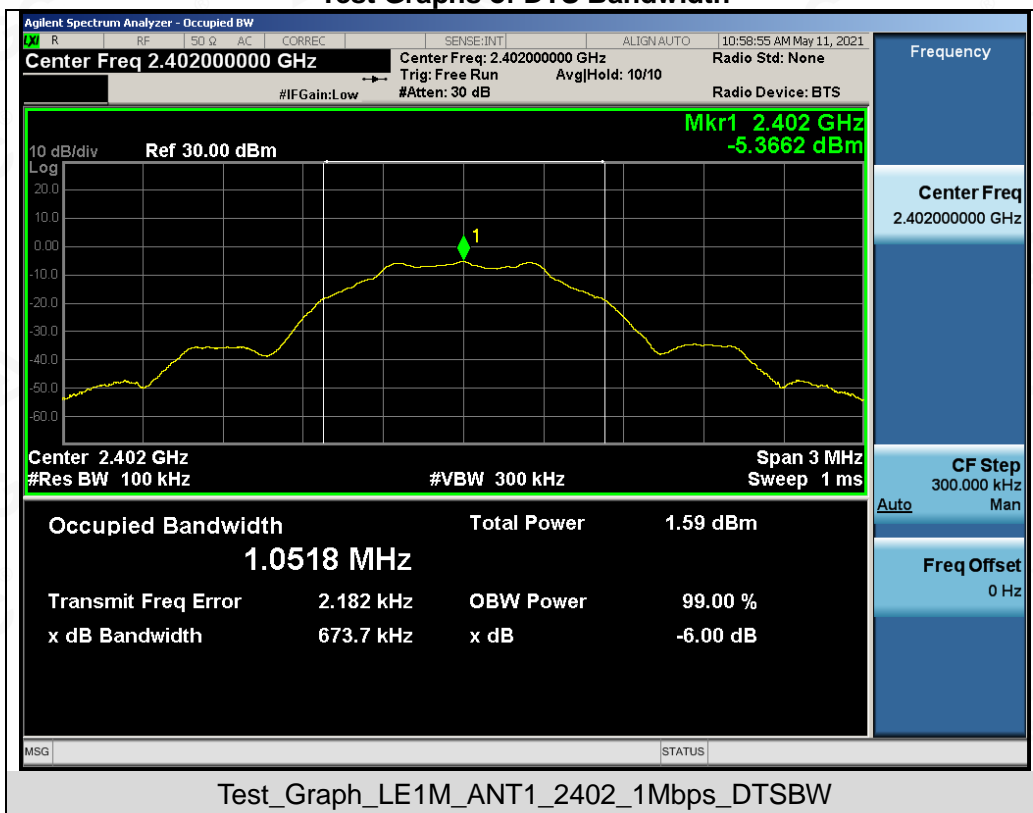 Test Graphs of DTS Bandwidth
Agilent Spectrum Analyzer - Occupied BW
LXI R RF 50 Ω AC CORREC SENSE:INT ALIGN AUTO 10:58:55 AM May 11, 2021
Center Freq 2.402000000 GHz
Center Freq: 2.402000000 GHz
Radio Std: None
Trig: Free Run Avg|Hold: 10/10
#IFGain:Low #Atten: 30 dB
Radio Device: BTS
Mkr1 2.402 GHz
-5.3662 dBm
10 dB/div Ref 30.00 dBm
Log
20.0
10.0
0.00
-10.0
-20.0
-30.0
-40.0
-50.0
-60.0
1
Center 2.402 GHz Span 3 MHz
#Res BW 100 kHz #VBW 300 kHz Sweep 1 ms
Occupied Bandwidth Total Power 1.59 dBm
1.0518 MHz
Transmit Freq Error 2.182 kHz OBW Power 99.00 %
x dB Bandwidth 673.7 kHz x dB -6.00 dB
MSG STATUS
Frequency
Center Freq
2.402000000 GHz
CF Step
300.000 kHz
Auto Man
Freq Offset
0 Hz
Test_Graph_LE1M_ANT1_2402_1Mbps_DTSBW